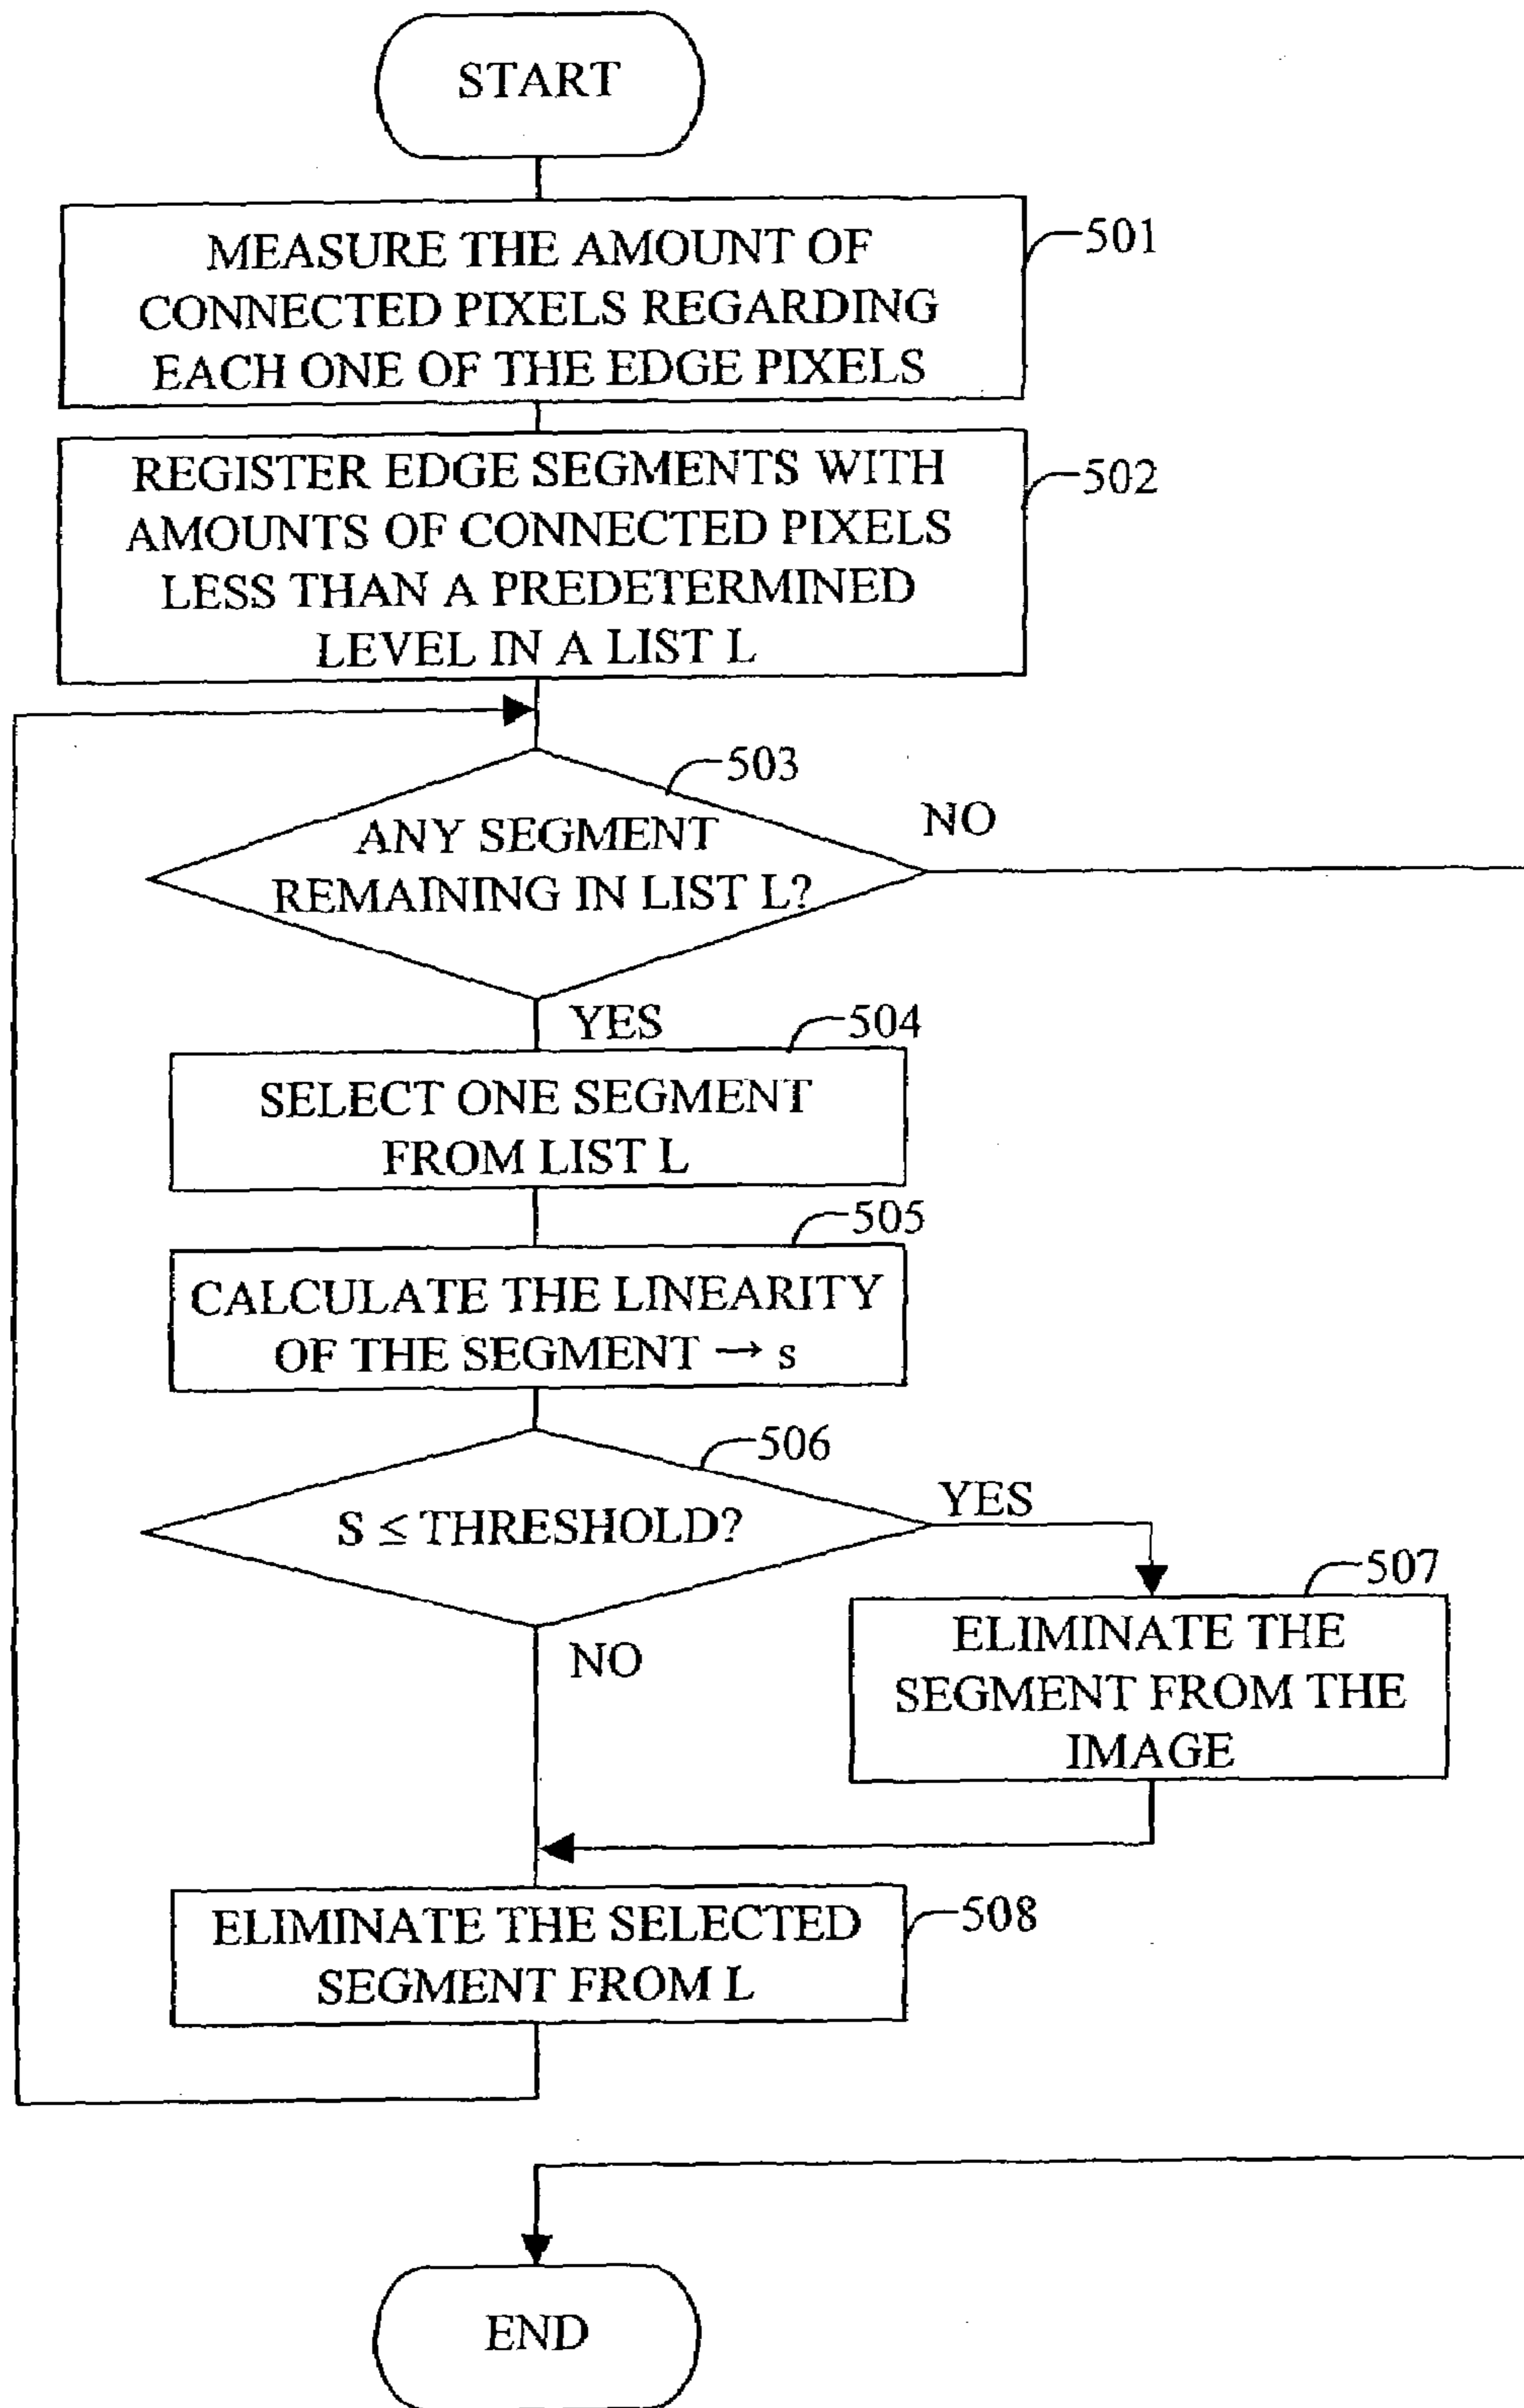 START
MEASURE THE AMOUNT OF
CONNECTED PIXELS REGARDING
EACH ONE OF THE EDGE PIXELS
501
REGISTER EDGE SEGMENTS WITH
AMOUNTS OF CONNECTED PIXELS
LESS THAN A PREDETERMINED
LEVEL IN A LIST L
502
503
ANY SEGMENT
REMAINING IN LIST L?
NO
YES
504
SELECT ONE SEGMENT
FROM LIST L
505
CALCULATE THE LINEARITY
OF THE SEGMENT → s
506
S ≤ THRESHOLD?
YES
NO
507
ELIMINATE THE
SEGMENT FROM THE
IMAGE
ELIMINATE THE SELECTED
SEGMENT FROM L
508
END